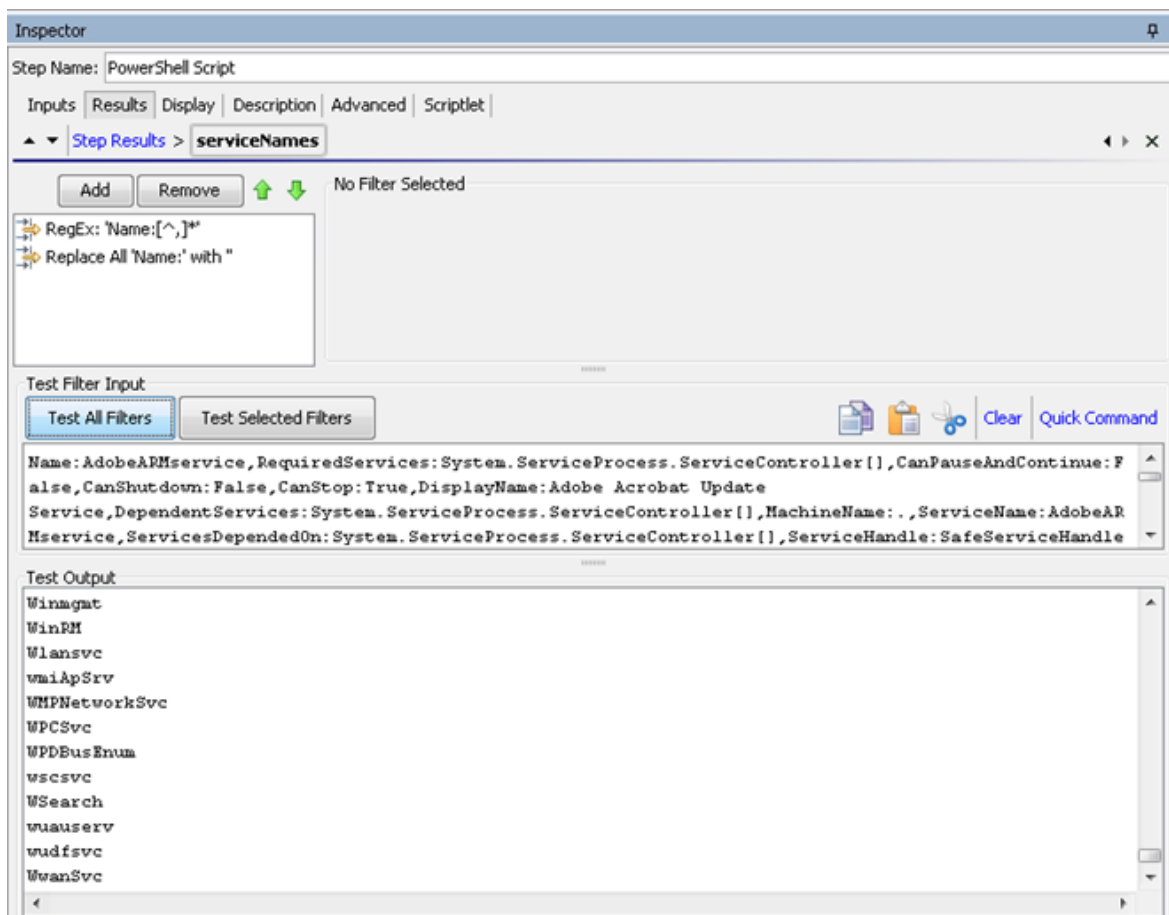 Inspector
Step Name: PowerShell Script
Inputs Results Display Description Advanced Scriptlet
Step Results > serviceNames
Add Remove
No Filter Selected
RegEx: 'Name:[^,]*'
Replace All 'Name:' with ''
Test Filter Input
Test All Filters Test Selected Filters Clear Quick Command
Name:AdobeARMservice,RequiredServices:System.ServiceProcess.ServiceController[],CanPauseAndContinue:F
alse,CanShutdown:False,CanStop:True,DisplayName:Adobe Acrobat Update
Service,DependentServices:System.ServiceProcess.ServiceController[],MachineName:.,ServiceName:AdobeAR
Mservice,ServicesDependedOn:System.ServiceProcess.ServiceController[],ServiceHandle:SafeServiceHandle
Test Output
Winmgmt
WinRM
Wlansvc
wmiApSrv
WMPNetworkSvc
WPCSvc
WPDBusEnum
wscsvc
WSearch
wuauserv
wudfsvc
WwanSvc